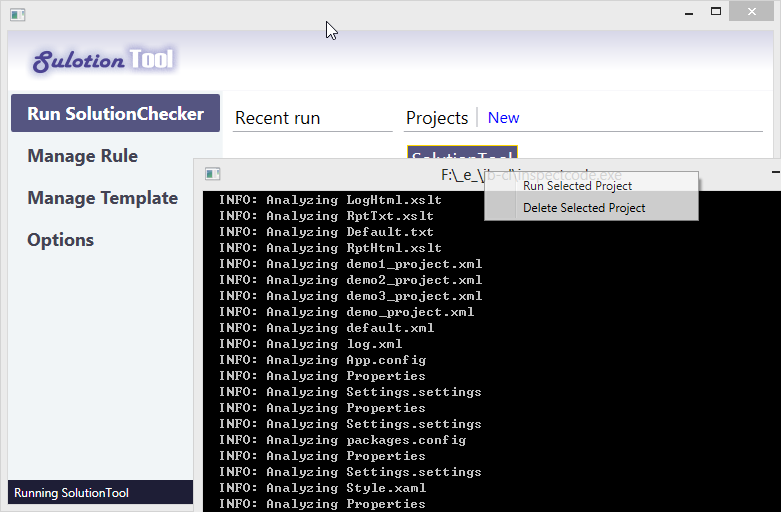 Sulotion Tool
Run SolutionChecker
Manage Rule
Manage Template
Options
Recent run
Projects
New
SolutionTool
F:\_e_\jb-cl\inspectcode.exe
Run Selected Project
Delete Selected Project
INFO: Analyzing LogHtml.xslt
INFO: Analyzing RptTxt.xslt
INFO: Analyzing Default.txt
INFO: Analyzing RptHtml.xslt
INFO: Analyzing demo1_project.xml
INFO: Analyzing demo2_project.xml
INFO: Analyzing demo3_project.xml
INFO: Analyzing demo_project.xml
INFO: Analyzing default.xml
INFO: Analyzing log.xml
INFO: Analyzing App.config
INFO: Analyzing Properties
INFO: Analyzing Settings.settings
INFO: Analyzing Properties
INFO: Analyzing Settings.settings
INFO: Analyzing packages.config
INFO: Analyzing Properties
INFO: Analyzing Settings.settings
INFO: Analyzing Style.xaml
INFO: Analyzing Properties
Running SolutionTool